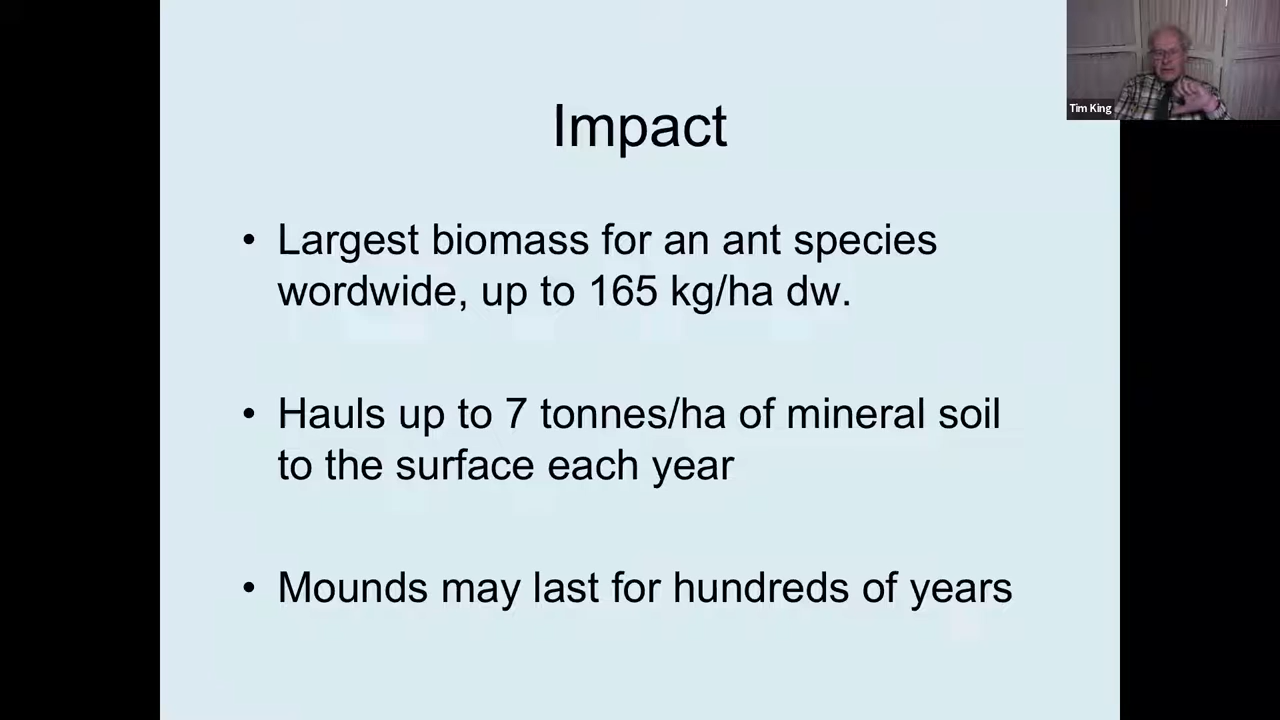 Tim King
Impact
• Largest biomass for an ant species
wordwide, up to 165 kg/ha dw.
• Hauls up to 7 tonnes/ha of mineral soil
to the surface each year
• Mounds may last for hundreds of years